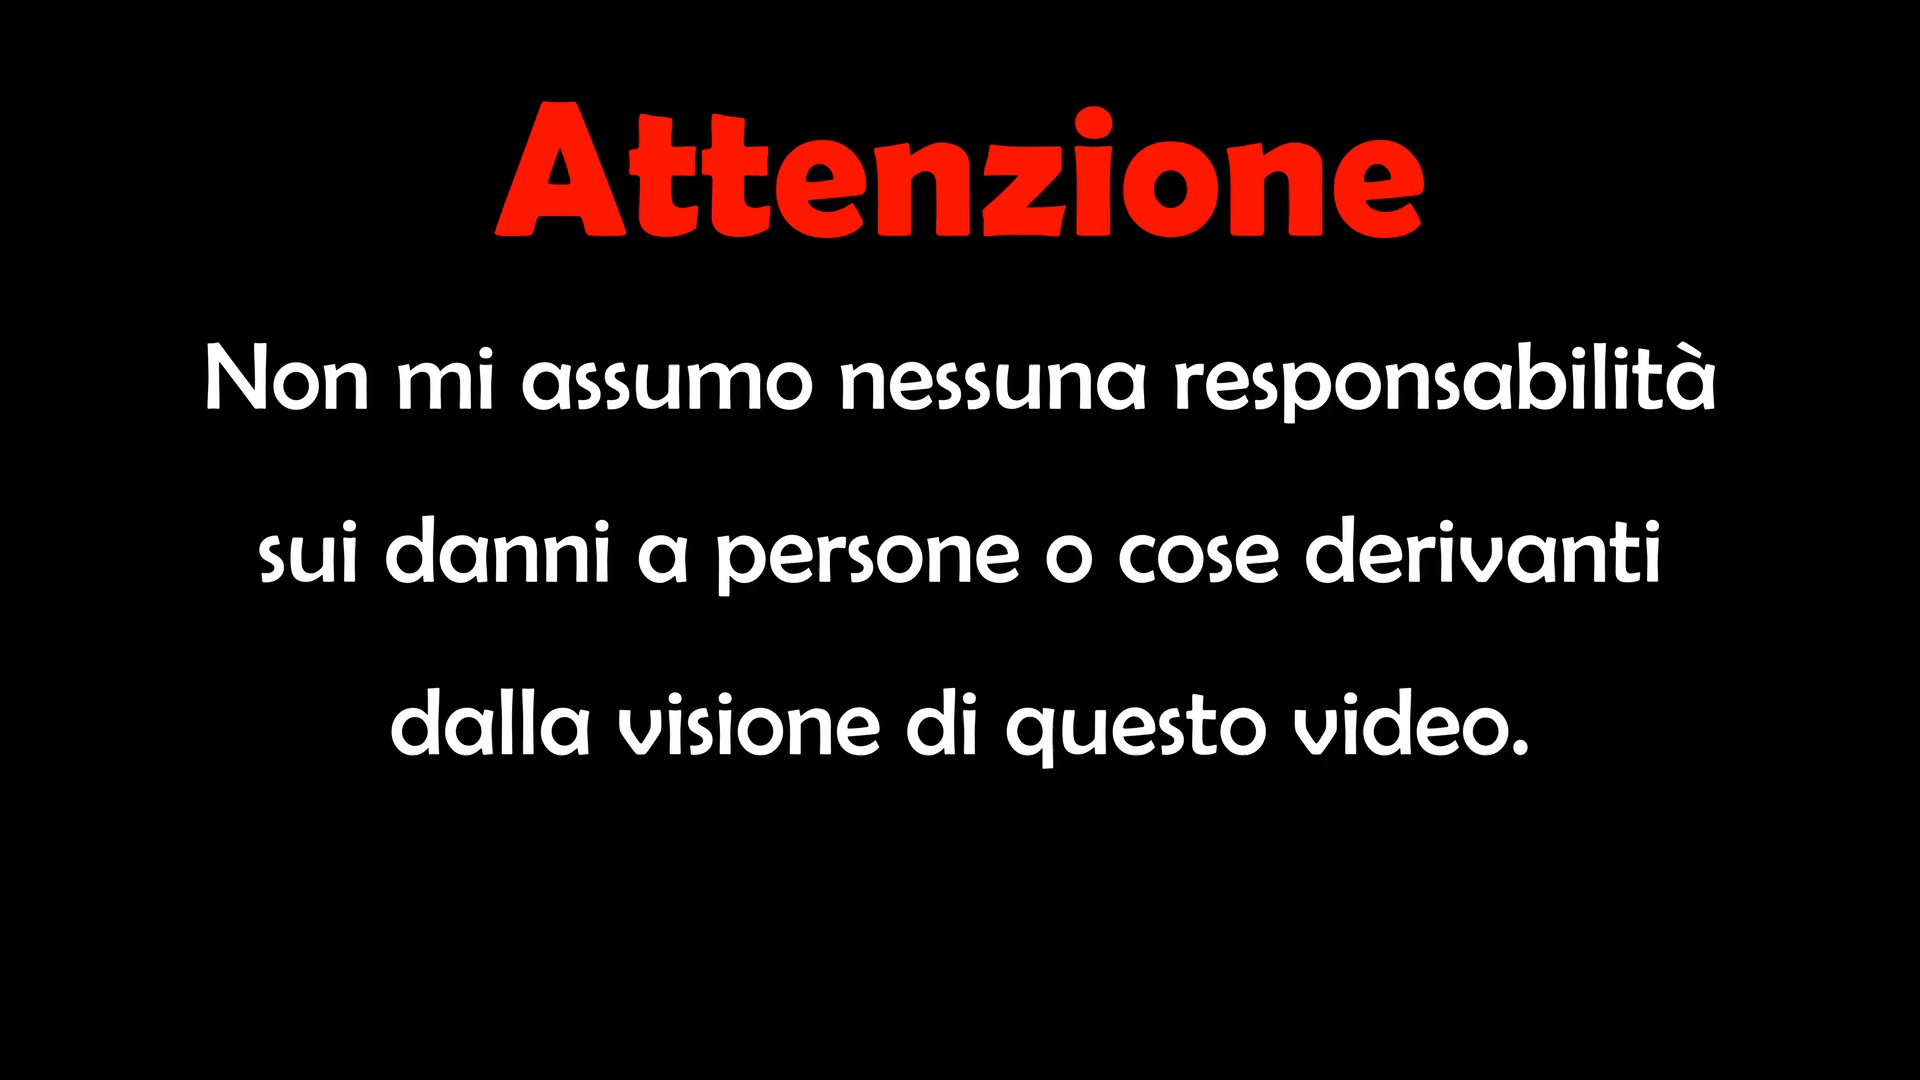 Attenzione
Non mi assumo nessuna responsabilità
sui danni a persone o cose derivanti
dalla visione di questo video.